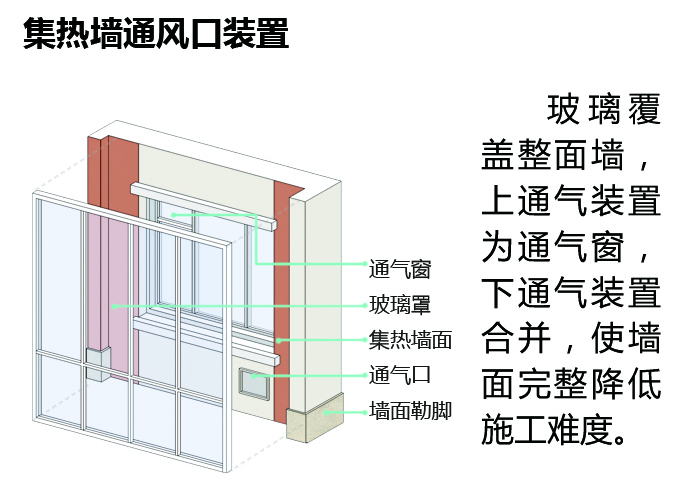 集热墙通风口装置
玻璃覆
盖整面墙，
上通气装置
为通气窗，
下通气装置
合并，使墙
面完整降低
施工难度。
通气窗
玻璃罩
集热墙面
通气口
墙面勒脚